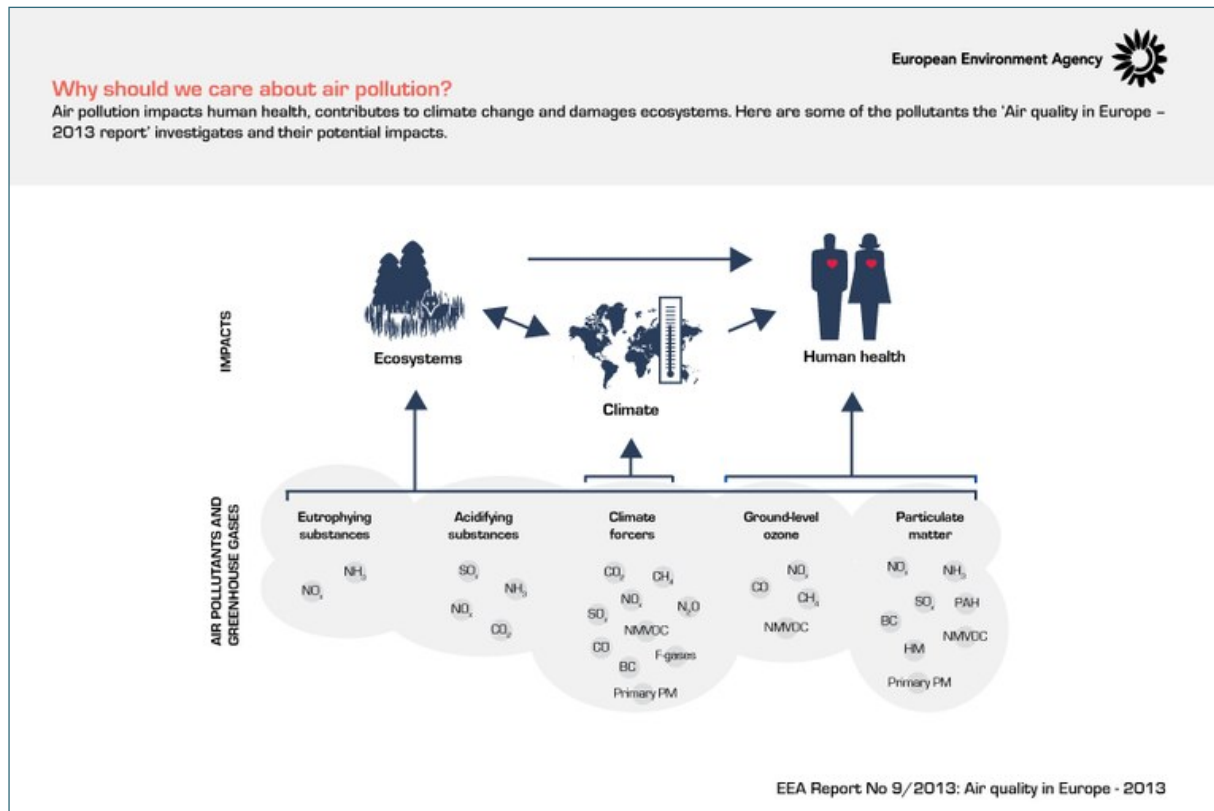 European Environment Agency
Why should we care about air pollution?
Air pollution impacts human health, contributes to climate change and damages ecosystems. Here are some of the pollutants the 'Air quality in Europe –
2013 report' investigates and their potential impacts.
IMPACTS
Ecosystems
Climate
Human health
AIR POLLUTANTS AND
GREENHOUSE GASES
Eutrophying
substances
NH₃
NOₓ
Acidifying
substances
SOₓ
NH₃
NOₓ
CO₂
Climate
forcers
CO₂
CH₄
NOₓ
N₂O
SOₓ
NMVOC
CO
F-gases
BC
Primary PM
Ground-level
ozone
NOₓ
CO
CH₄
NMVOC
Particulate
matter
NOₓ
NH₃
SOₓ
PAH
BC
NMVOC
HM
Primary PM
EEA Report No 9/2013: Air quality in Europe - 2013